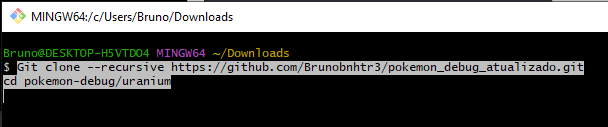 MINGW64:/c/Users/Bruno/Downloads
Bruno@DESKTOP-H5VTDO4 MINGW64 ~/Downloads
$ Git clone --recursive https://github.com/Brunobnhtr3/pokemon_debug_atualizado.git
cd pokemon-debug/uranium